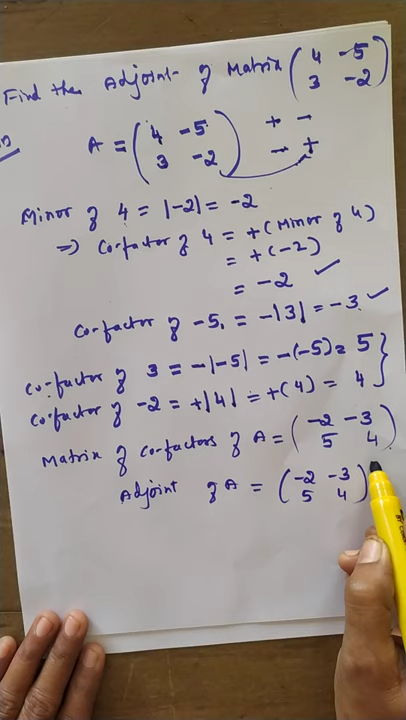 Find the Adjoint of Matrix (4 -5
3 -2)
A = (4 -5
3 -2)
+ -
- +
Minor of 4 = |-2| = -2
⇒ Co-factor of 4 = +(Minor of 4)
= +(-2)
= -2 ✓
Co-factor of -5, = -|3| = -3 ✓
Co-factor of 3 = -|-5| = -(-5) = 5
Co-factor of -2 = +|4| = +(4) = 4 }
Matrix of Co-factors of A = (-2 -3
5 4)
Adjoint of A = (-2 -3
5 4)